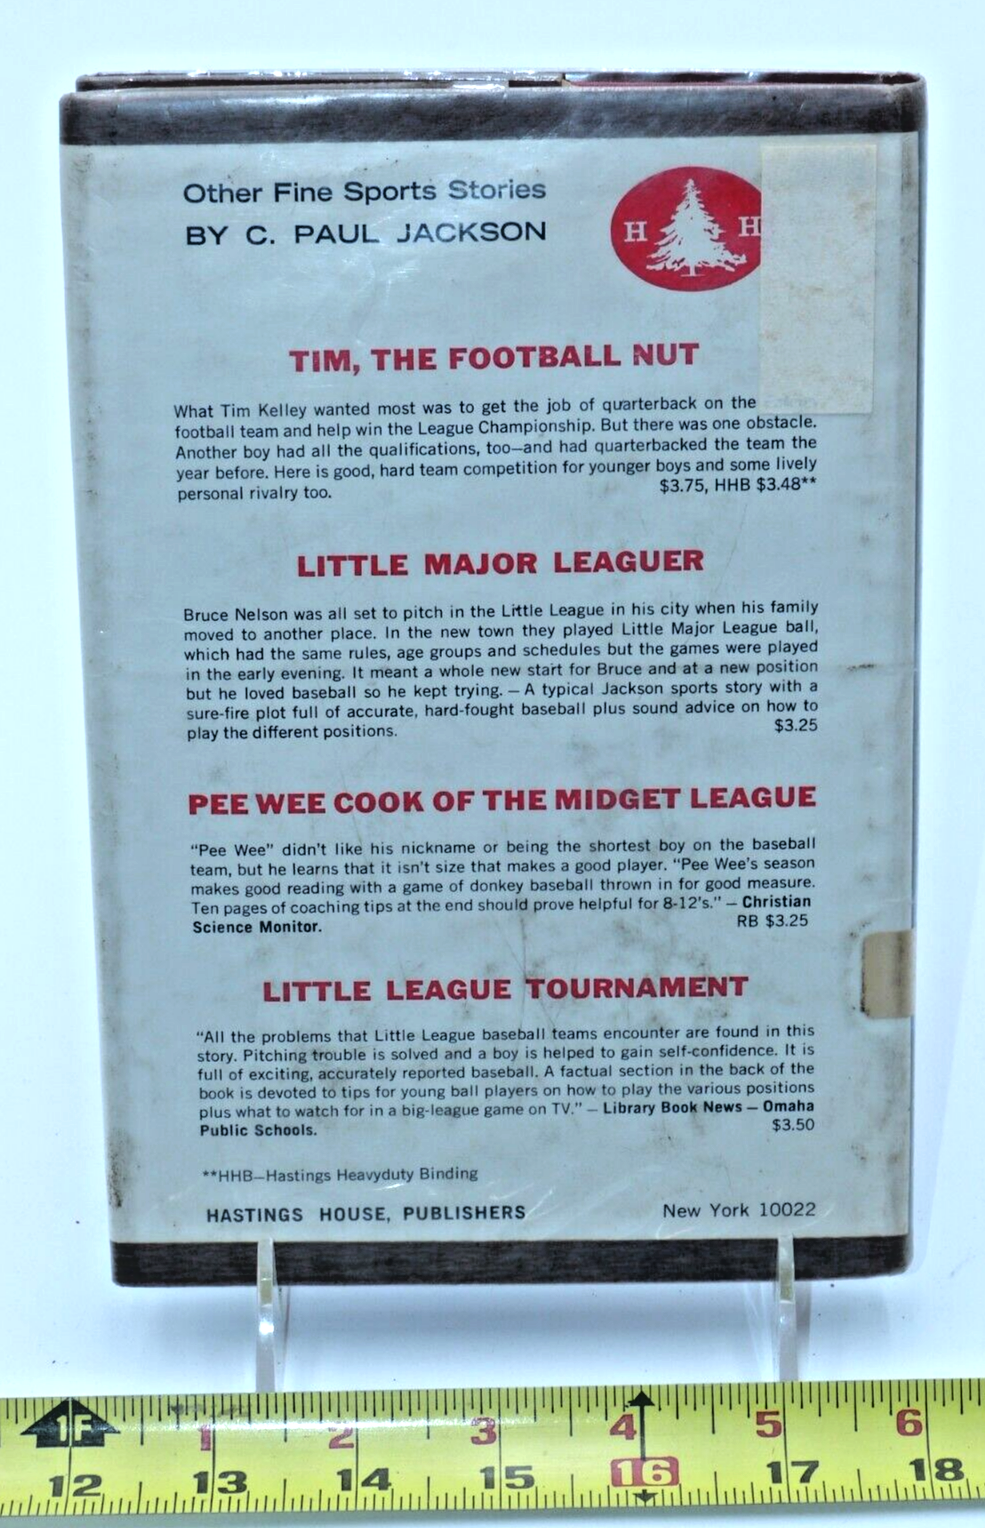 Other Fine Sports Stories
BY C. PAUL JACKSON
H H
TIM, THE FOOTBALL NUT
What Tim Kelley wanted most was to get the job of quarterback on the
football team and help win the League Championship. But there was one obstacle.
Another boy had all the qualifications, too—and had quarterbacked the team the
year before. Here is good, hard team competition for younger boys and some lively
personal rivalry too. $3.75, HHB $3.48**
LITTLE MAJOR LEAGUER
Bruce Nelson was all set to pitch in the Little League in his city when his family
moved to another place. In the new town they played Little Major League ball,
which had the same rules, age groups and schedules but the games were played
in the early evening. It meant a whole new start for Bruce and at a new position
but he loved baseball so he kept trying. — A typical Jackson sports story with a
sure-fire plot full of accurate, hard-fought baseball plus sound advice on how to
play the different positions. $3.25
PEE WEE COOK OF THE MIDGET LEAGUE
“Pee Wee” didn't like his nickname or being the shortest boy on the baseball
team, but he learns that it isn't size that makes a good player. “Pee Wee's season
makes good reading with a game of donkey baseball thrown in for good measure.
Ten pages of coaching tips at the end should prove helpful for 8-12's.” — Christian
Science Monitor. RB $3.25
LITTLE LEAGUE TOURNAMENT
“All the problems that Little League baseball teams encounter are found in this
story. Pitching trouble is solved and a boy is helped to gain self-confidence. It is
full of exciting, accurately reported baseball. A factual section in the back of the
book is devoted to tips for young ball players on how to play the various positions
plus what to watch for in a big-league game on TV.” — Library Book News — Omaha
Public Schools. $3.50
**HHB—Hastings Heavyduty Binding
HASTINGS HOUSE, PUBLISHERS New York 10022
1F 1 2 3 4 5 6
12 13 14 15 16 17 18